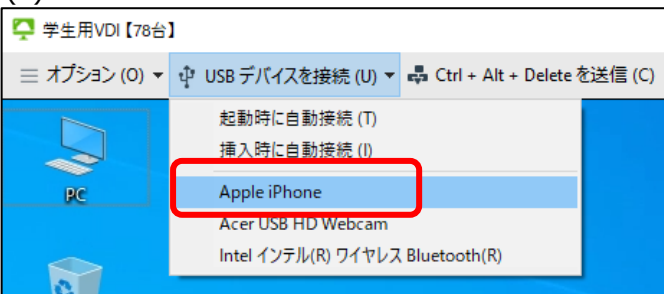 学生用VDI【78台】
オプション (O) USB デバイスを接続 (U) Ctrl + Alt + Delete を送信 (C)
起動時に自動接続 (T)
挿入時に自動接続 (I)
PC
Apple iPhone
Acer USB HD Webcam
Intel インテル(R) ワイヤレス Bluetooth(R)